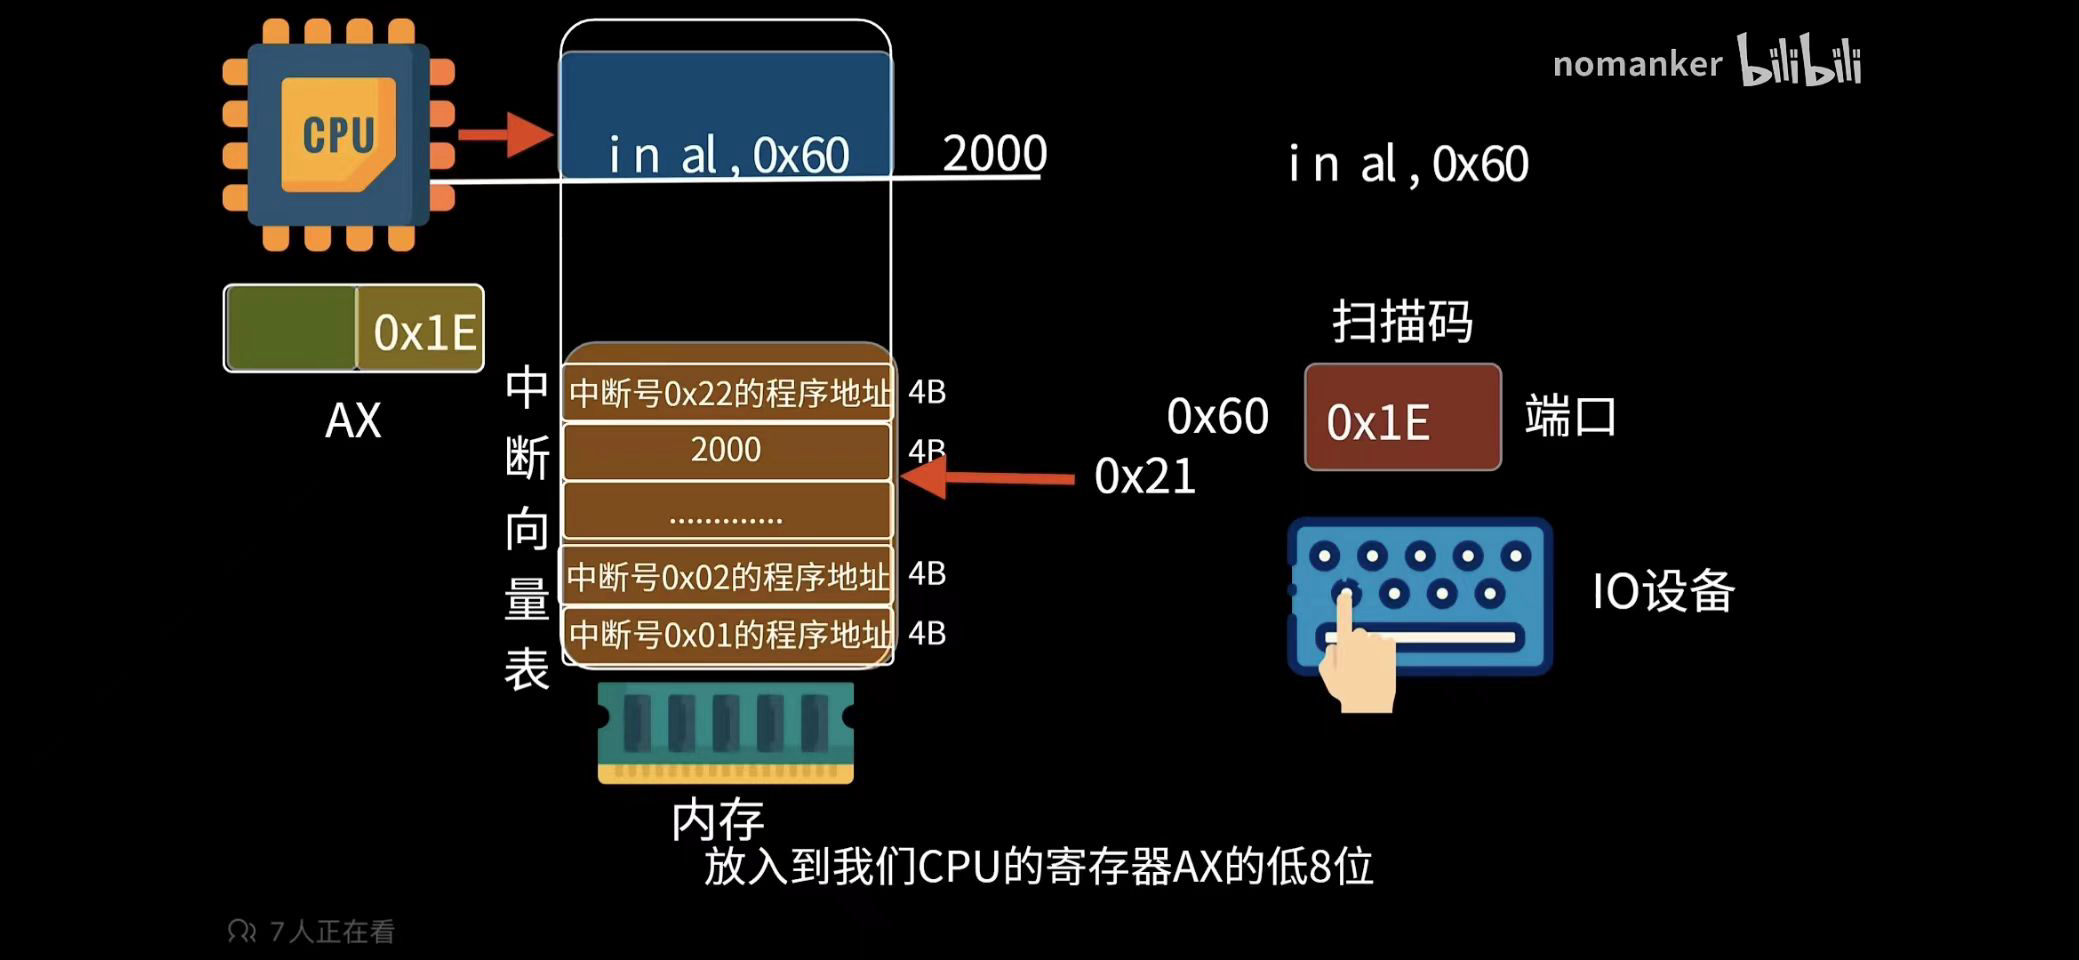 nomanker bilibili
CPU
in al,0x60
2000
in al,0x60
0x1E
AX
扫描码
0x60
0x1E
端口
中断向量表
中断号0x22的程序地址
4B
2000
4B
0x21
.............
中断号0x02的程序地址
4B
中断号0x01的程序地址
4B
IO设备
内存
放入到我们CPU的寄存器AX的低8位
7人正在看